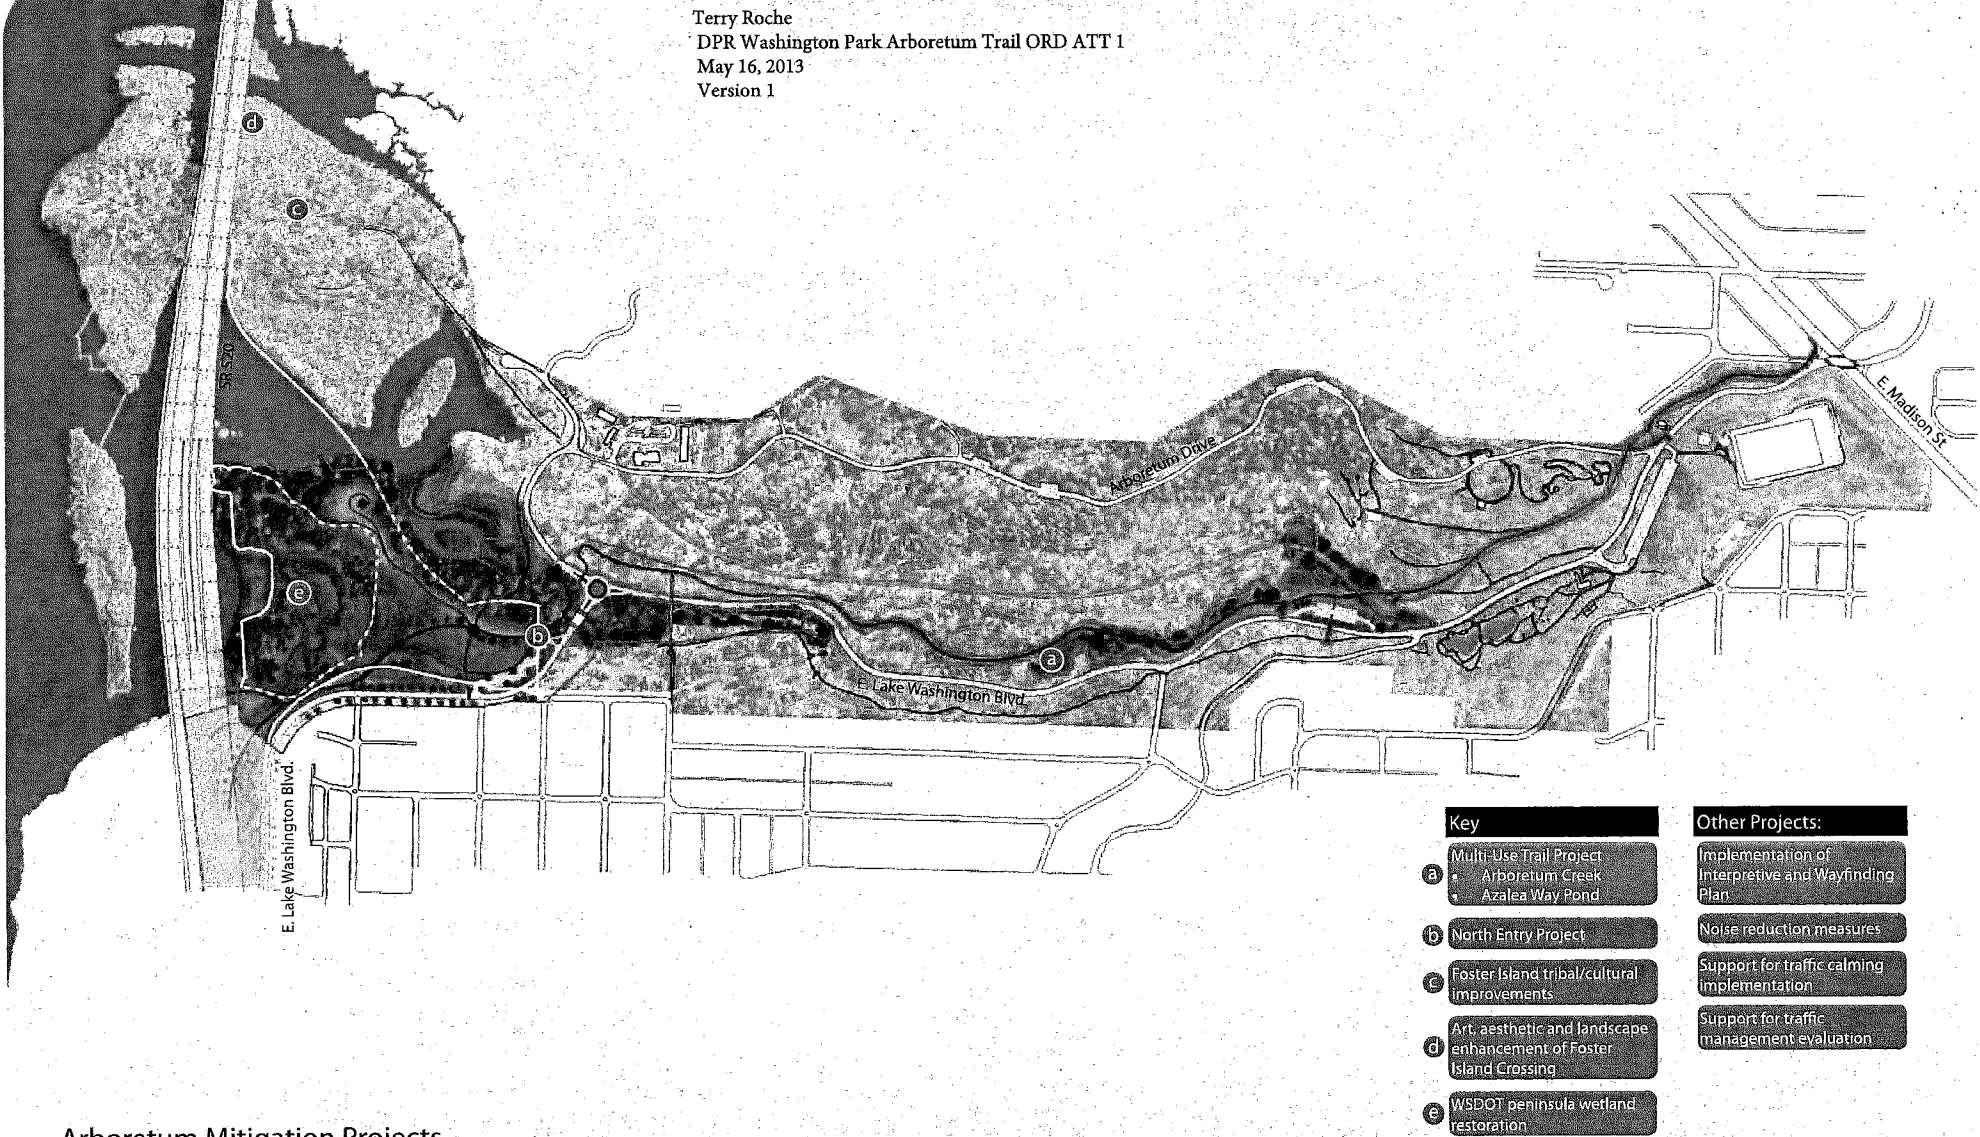 Terry Roche
DPR Washington Park Arboretum Trail ORD ATT 1
May 16, 2013
Version 1
d
c
SR 520
E. Madison St.
Arboretum Drive
e
b
a
E. Lake Washington Blvd.
E. Lake Washington Blvd.
Key
a
Multi-Use Trail Project
• Arboretum Creek
• Azalea Way Pond
b
North Entry Project
c
Foster Island tribal/cultural
improvements
d
Art, aesthetic and landscape
enhancement of Foster
Island Crossing
e
WSDOT peninsula wetland
restoration
Other Projects:
Implementation of
Interpretive and Wayfinding
Plan
Noise reduction measures
Support for traffic calming
implementation
Support for traffic
management evaluation
Arboretum Mitigation Projects